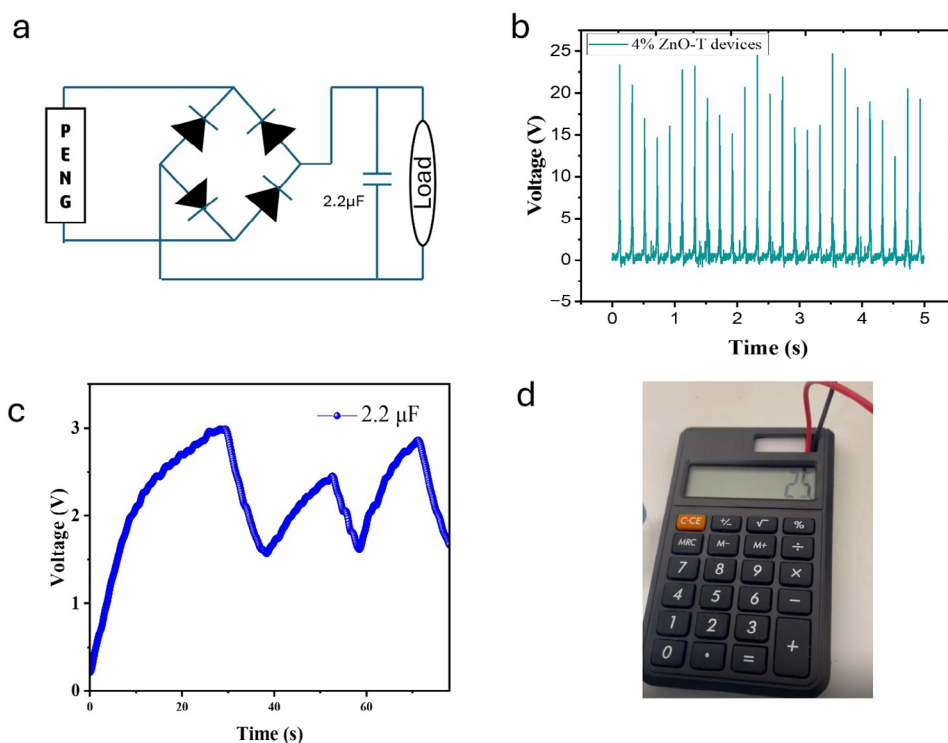 a
PENG
2.2µF
Load
b
4% ZnO-T devices
Voltage (V)
25
20
15
10
5
0
−5
0 1 2 3 4 5
Time (s)
c
2.2 µF
Voltage (V)
3
2
1
0
0 20 40 60
Time (s)
d
25
C·CE +/− √ %
MRC M− M+ ÷
7 8 9 ×
4 5 6 −
1 2 3 +
0 · =